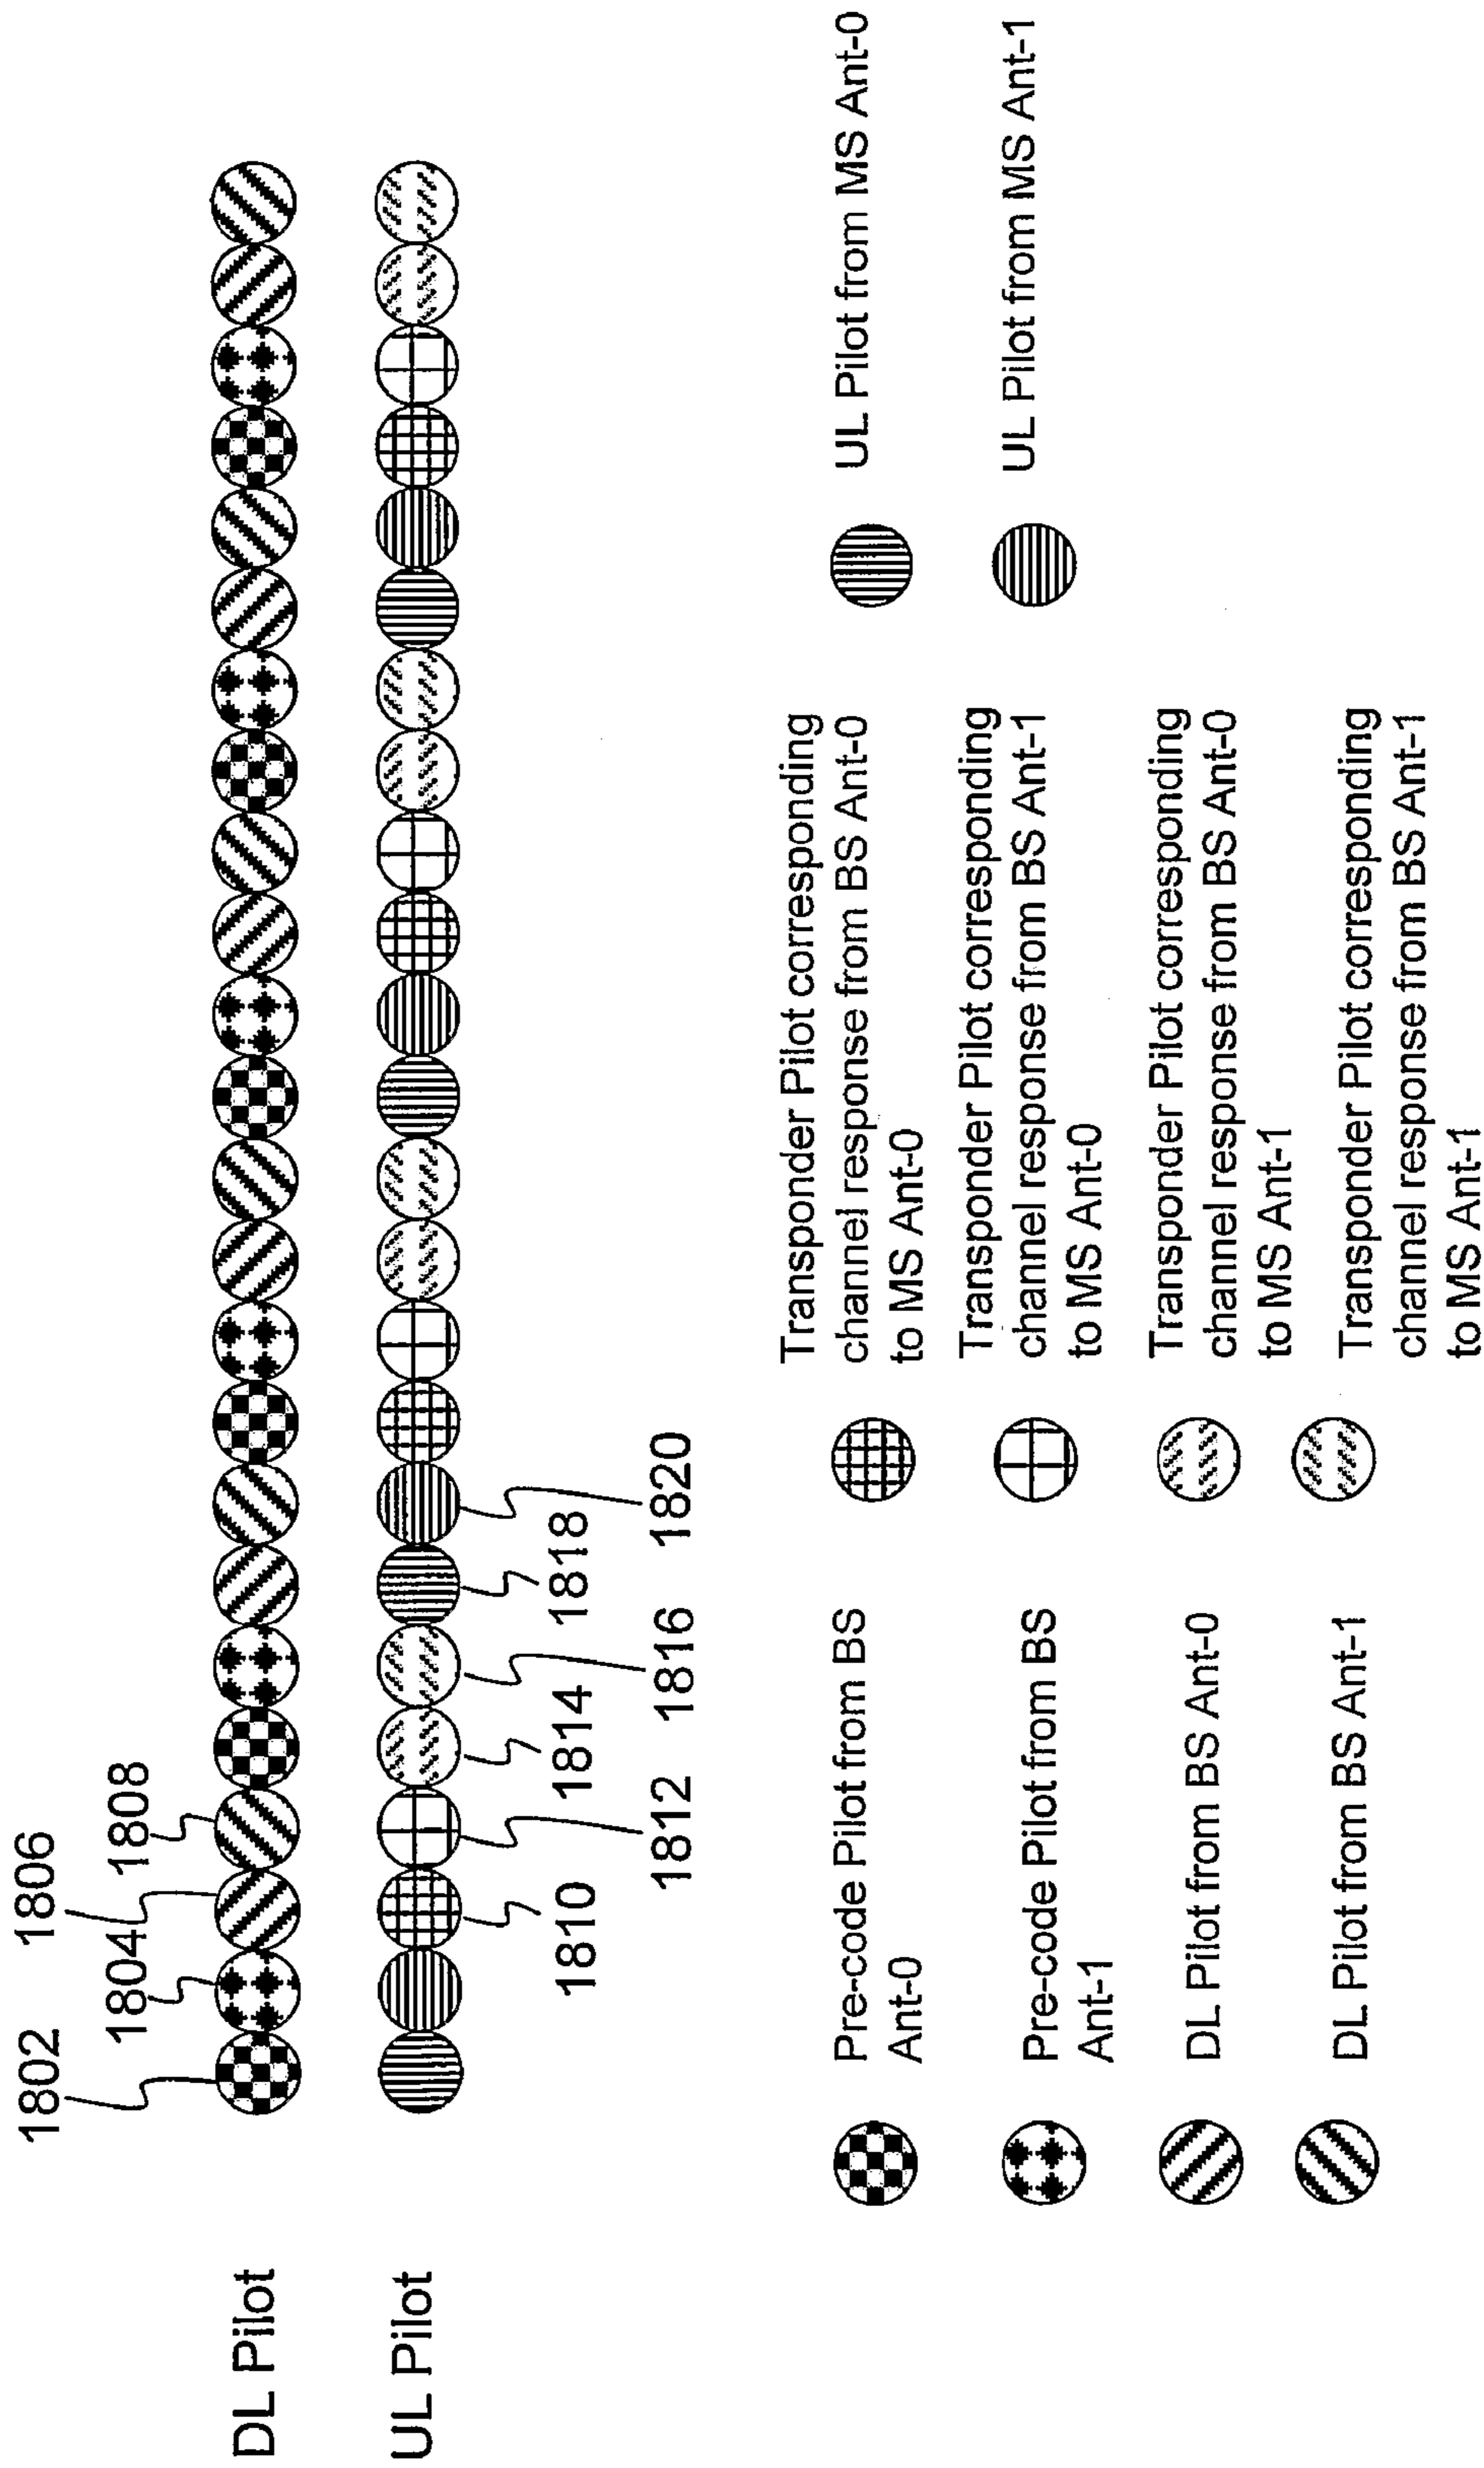 1802
1804
1806
1808
DL Pilot
UL Pilot
1810
1812
1814
1816
1818
1820
Pre-code Pilot from BS
Ant-0
Pre-code Pilot from BS
Ant-1
DL Pilot from BS Ant-0
DL Pilot from BS Ant-1
Transponder Pilot corresponding
channel response from BS Ant-0
to MS Ant-0
Transponder Pilot corresponding
channel response from BS Ant-1
to MS Ant-0
Transponder Pilot corresponding
channel response from BS Ant-0
to MS Ant-1
Transponder Pilot corresponding
channel response from BS Ant-1
to MS Ant-1
UL Pilot from MS Ant-0
UL Pilot from MS Ant-1